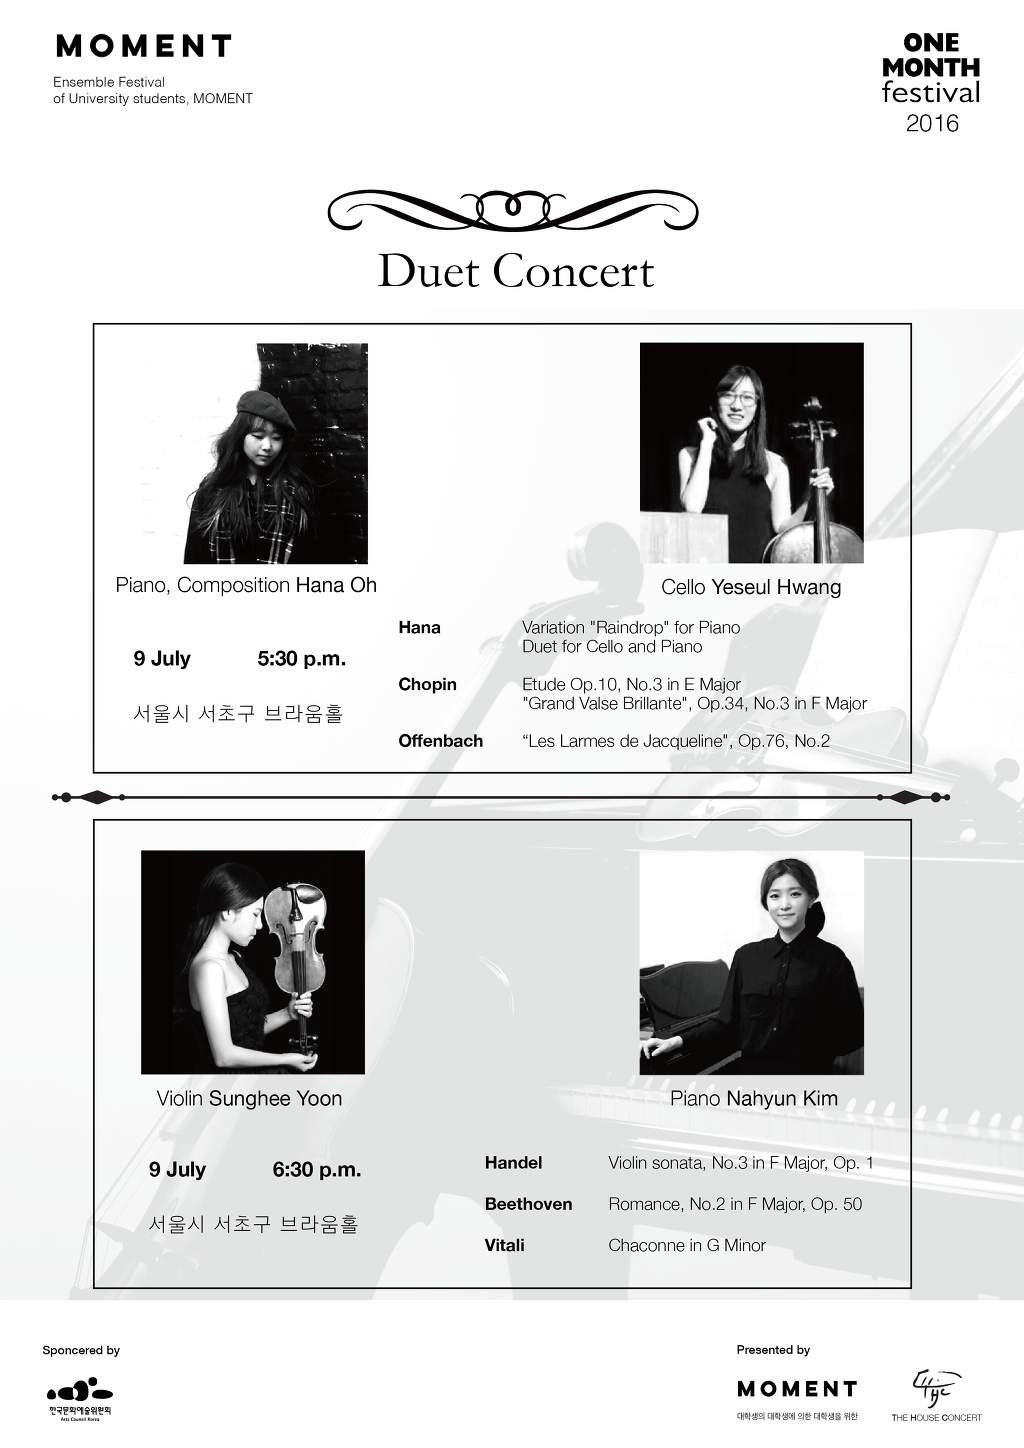 MOMENT
Ensemble Festival
of University students, MOMENT
ONE
MONTH
festival
2016
Duet Concert
Piano, Composition Hana Oh
Cello Yeseul Hwang
9 July 5:30 p.m.
서울시 서초구 브라움홀
Hana Variation "Raindrop" for Piano
Duet for Cello and Piano
Chopin Etude Op.10, No.3 in E Major
"Grand Valse Brillante", Op.34, No.3 in F Major
Offenbach “Les Larmes de Jacqueline", Op.76, No.2
Violin Sunghee Yoon
Piano Nahyun Kim
9 July 6:30 p.m.
서울시 서초구 브라움홀
Handel Violin sonata, No.3 in F Major, Op. 1
Beethoven Romance, No.2 in F Major, Op. 50
Vitali Chaconne in G Minor
Sponcered by
한국문화예술위원회
Arts Council Korea
Presented by
MOMENT
대학생의 대학생에 의한 대학생을 위한
THE HOUSE CONCERT